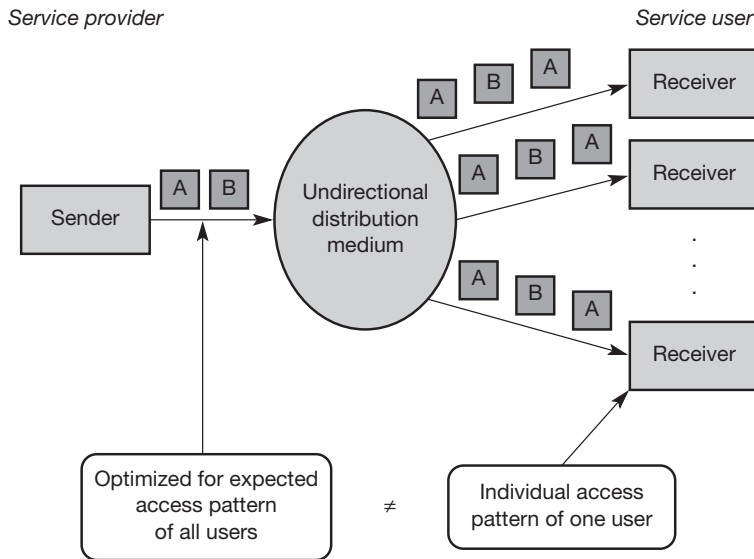 Service provider
Service user
A B A
Receiver
A B
Sender
Undirectional
distribution
medium
A B A
Receiver
.
.
.
A B A
Receiver
Optimized for expected
access pattern
of all users
≠
Individual access
pattern of one user